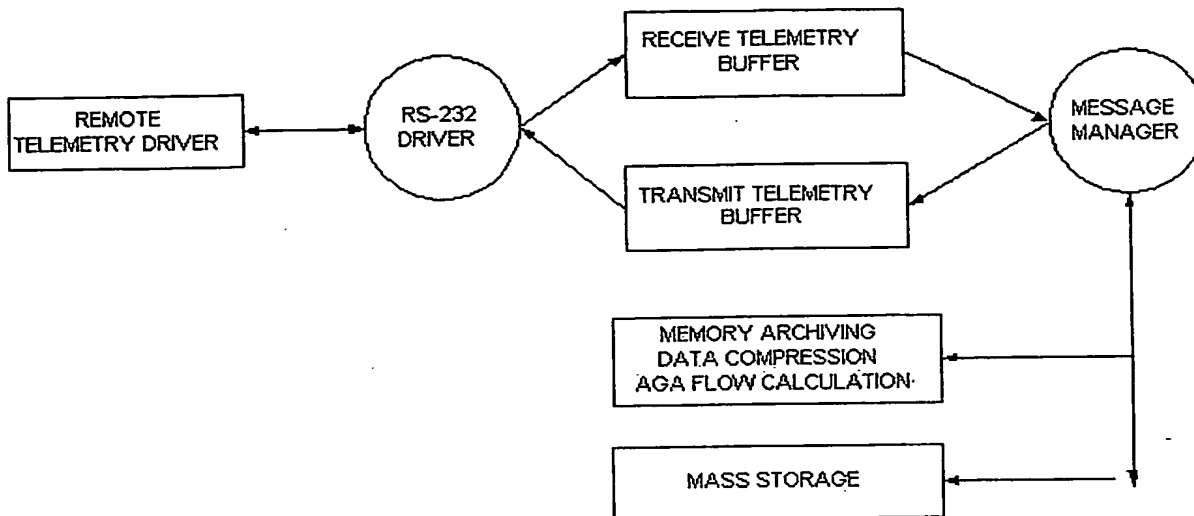 RECEIVE TELEMETRY
BUFFER
REMOTE
TELEMETRY DRIVER
RS-232
DRIVER
MESSAGE
MANAGER
TRANSMIT TELEMETRY
BUFFER
MEMORY ARCHIVING
DATA COMPRESSION
AGA FLOW CALCULATION
MASS STORAGE